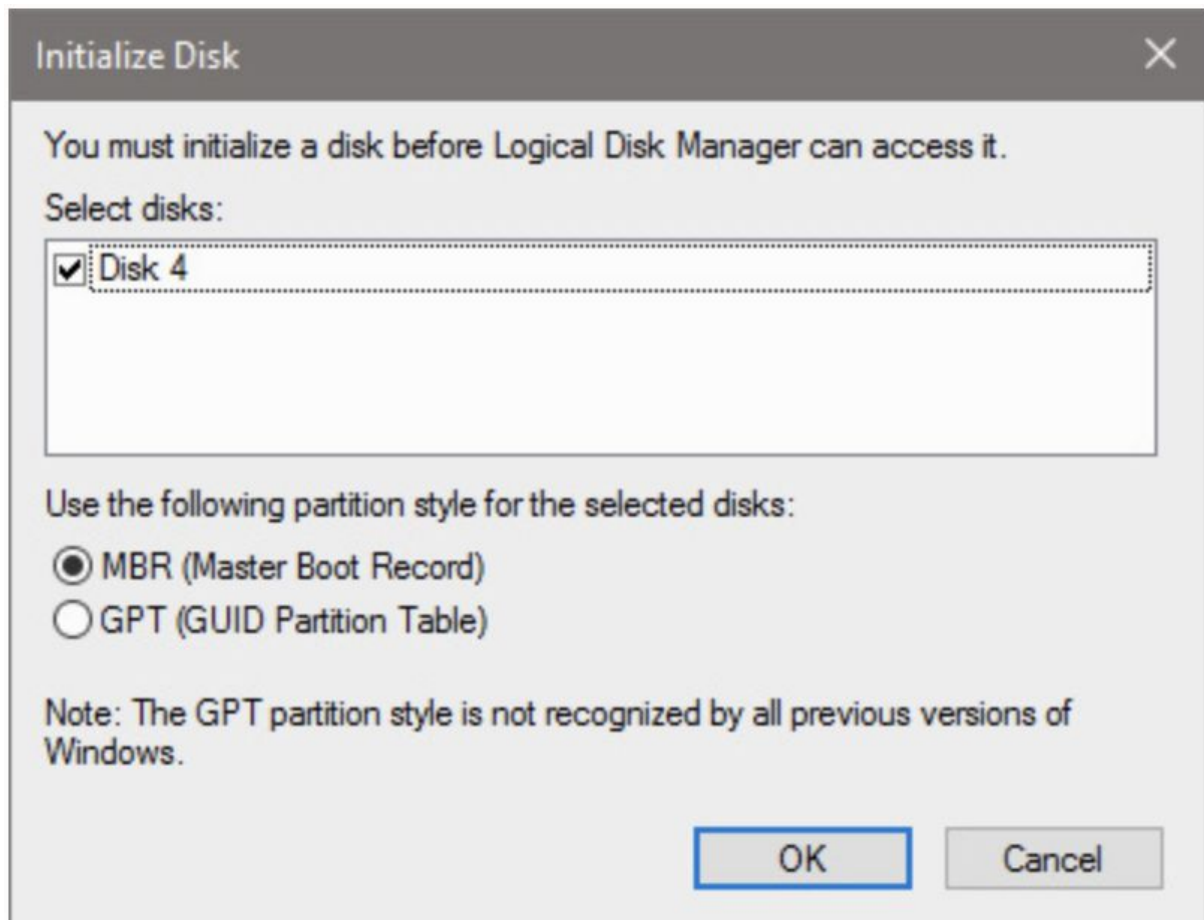 Initialize Disk
You must initialize a disk before Logical Disk Manager can access it.
Select disks:
Disk 4
Use the following partition style for the selected disks:
MBR (Master Boot Record)
GPT (GUID Partition Table)
Note: The GPT partition style is not recognized by all previous versions of
Windows.
OK
Cancel